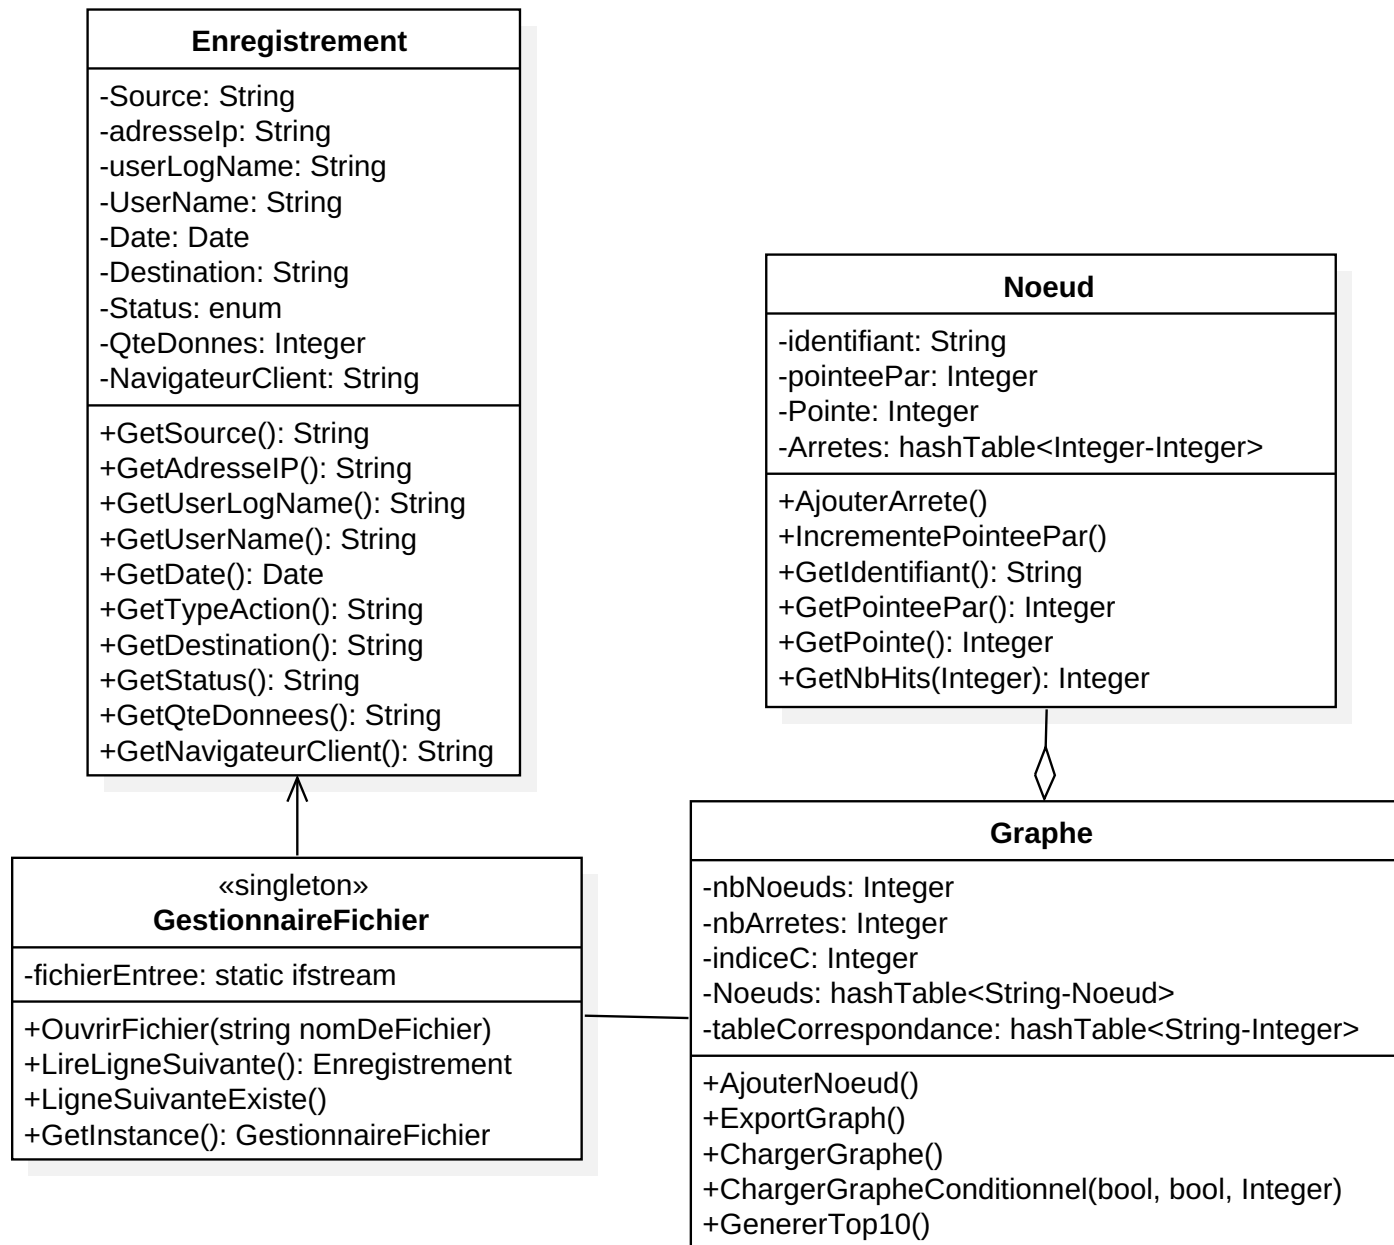 Enregistrement
-Source: String
-adresseIp: String
-userLogName: String
-UserName: String
-Date: Date
-Destination: String
-Status: enum
-QteDonnes: Integer
-NavigateurClient: String
+GetSource(): String
+GetAdresseIP(): String
+GetUserLogName(): String
+GetUserName(): String
+GetDate(): Date
+GetTypeAction(): String
+GetDestination(): String
+GetStatus(): String
+GetQteDonnees(): String
+GetNavigateurClient(): String
Noeud
-identifiant: String
-pointeePar: Integer
-Pointe: Integer
-Arretes: hashTable<Integer-Integer>
+AjouterArrete()
+IncrementePointeePar()
+GetIdentifiant(): String
+GetPointeePar(): Integer
+GetPointe(): Integer
+GetNbHits(Integer): Integer
«singleton»
GestionnaireFichier
-fichierEntree: static ifstream
+OuvrirFichier(string nomDeFichier)
+LireLigneSuivante(): Enregistrement
+LigneSuivanteExiste()
+GetInstance(): GestionnaireFichier
Graphe
-nbNoeuds: Integer
-nbArretes: Integer
-indiceC: Integer
-Noeuds: hashTable<String-Noeud>
-tableCorrespondance: hashTable<String-Integer>
+AjouterNoeud()
+ExportGraph()
+ChargerGraphe()
+ChargerGrapheConditionnel(bool, bool, Integer)
+GenererTop10()